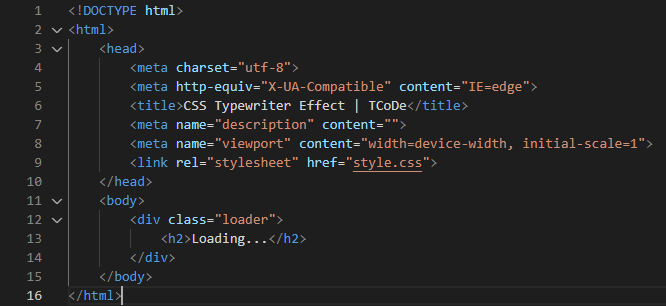 1 <!DOCTYPE html>
2 <html>
3 <head>
4 <meta charset="utf-8">
5 <meta http-equiv="X-UA-Compatible" content="IE=edge">
6 <title>CSS Typewriter Effect | TCoDe</title>
7 <meta name="description" content="">
8 <meta name="viewport" content="width=device-width, initial-scale=1">
9 <link rel="stylesheet" href="style.css">
10 </head>
11 <body>
12 <div class="loader">
13 <h2>Loading...</h2>
14 </div>
15 </body>
16 </html>